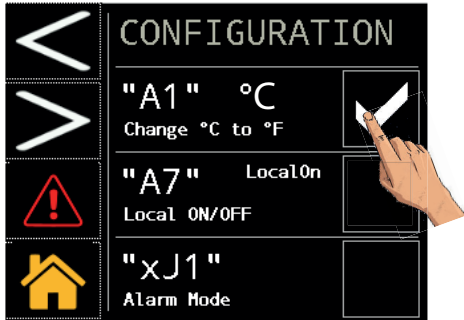 CONFIGURATION
"A1" °C
Change °C to °F
"A7" LocalOn
Local ON/OFF
"xJ1"
Alarm Mode